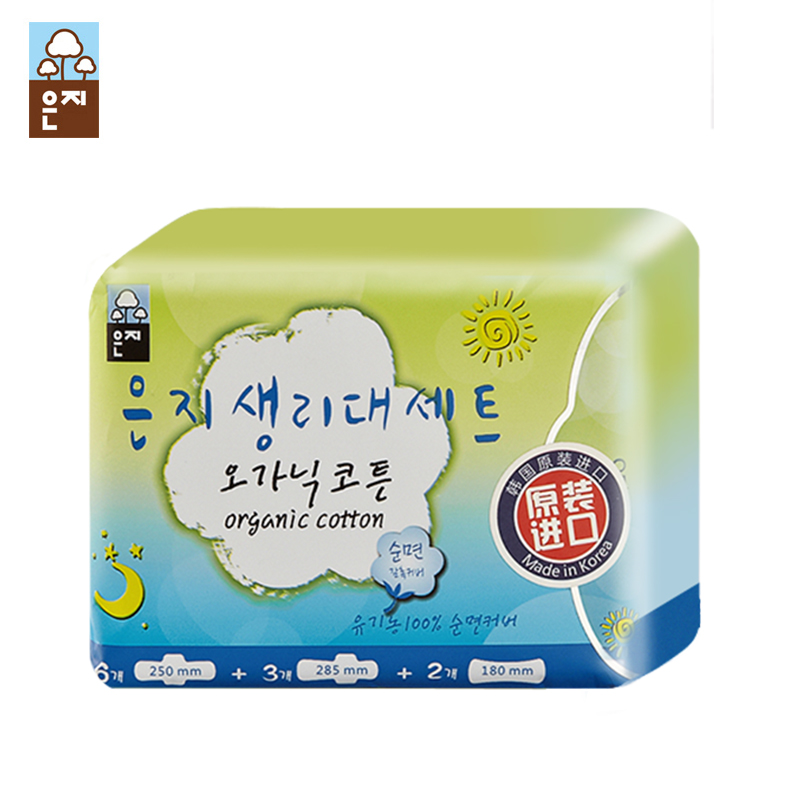 은지
은지
은지생리대세트
오가닉코튼
organic cotton
순면
유기농100% 순면커버
韩国原装进口
原装
进口
Made in Korea
6개 250 mm + 3개 285 mm + 2개 180 mm